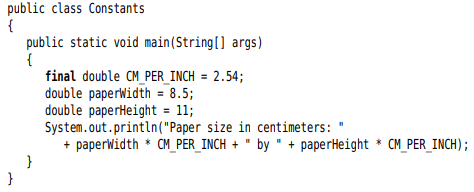 public class Constants
{
   public static void main(String[] args)
   {
      final double CM_PER_INCH = 2.54;
      double paperWidth = 8.5;
      double paperHeight = 11;
      System.out.println("Paper size in centimeters: "
         + paperWidth * CM_PER_INCH + " by " + paperHeight * CM_PER_INCH);
   }
}